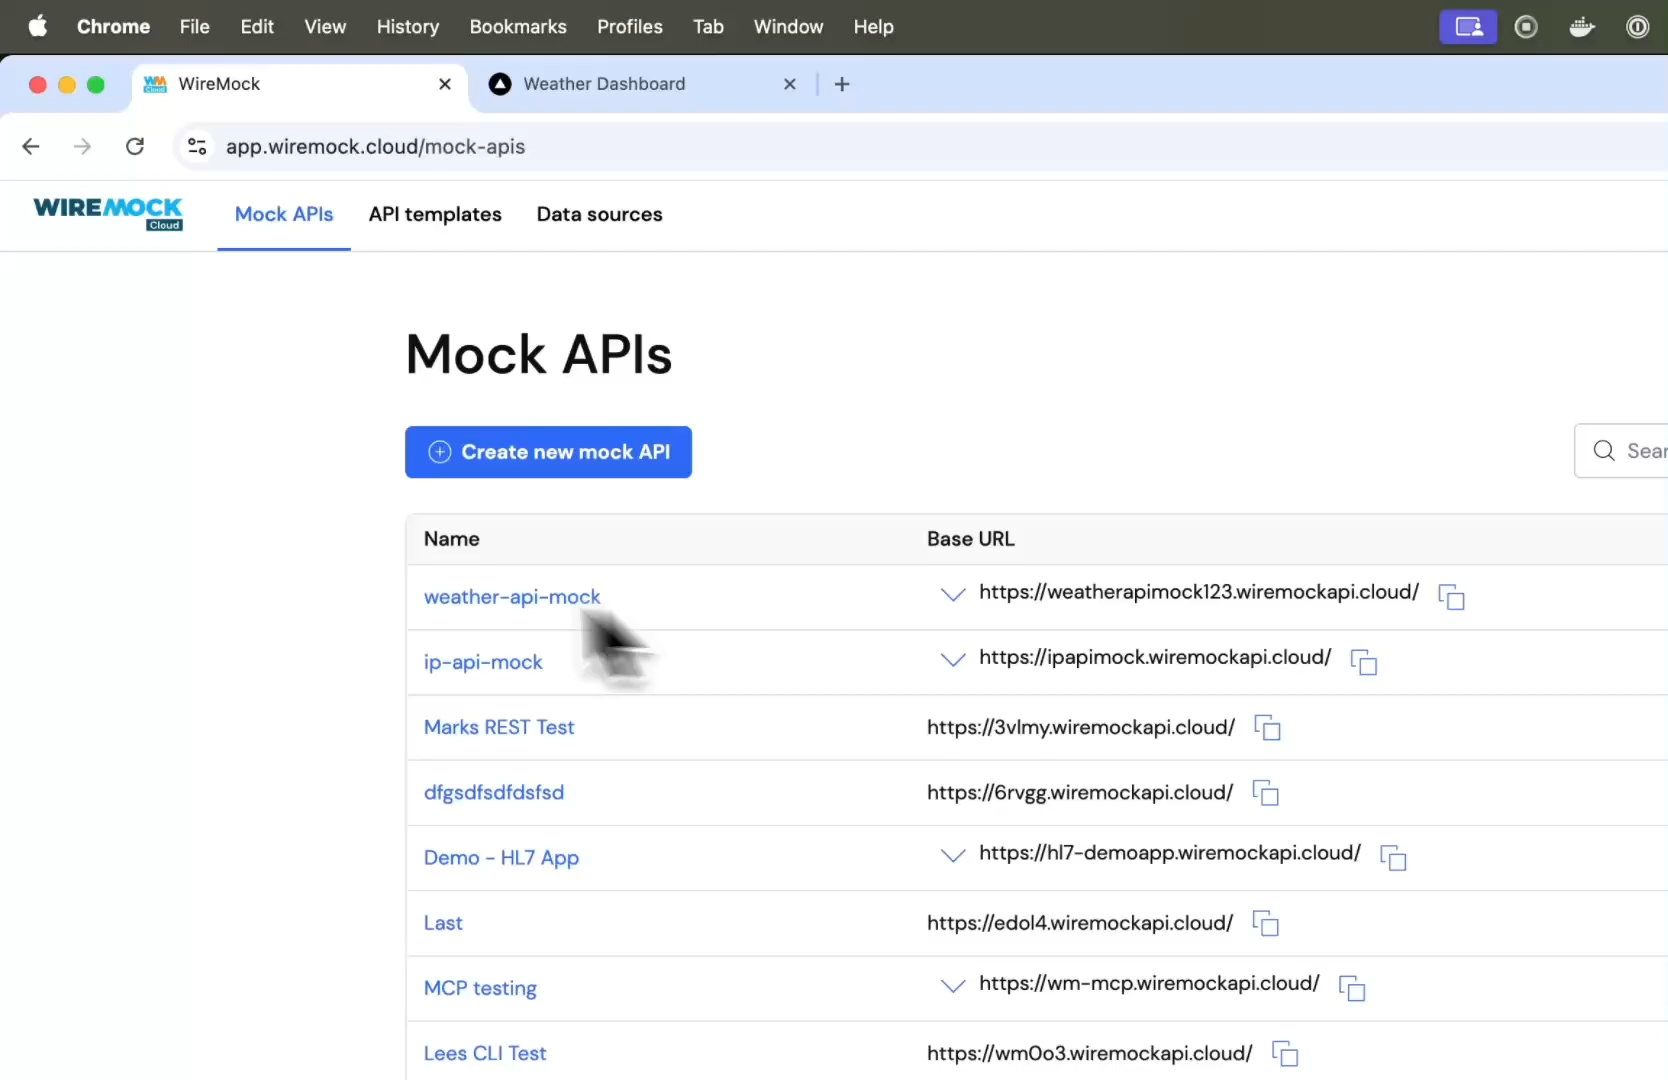 Chrome File Edit View History Bookmarks Profiles Tab Window Help
WireMock Weather Dashboard
app.wiremock.cloud/mock-apis
WIREMOCK Cloud Mock APIs API templates Data sources
Mock APIs
Create new mock API
Sear
Name Base URL
weather-api-mock https://weatherapimock123.wiremockapi.cloud/
ip-api-mock https://ipapimock.wiremockapi.cloud/
Marks REST Test https://3vlmy.wiremockapi.cloud/
dfgsdfsdfdsfsd https://6rvgg.wiremockapi.cloud/
Demo - HL7 App https://hl7-demoapp.wiremockapi.cloud/
Last https://edol4.wiremockapi.cloud/
MCP testing https://wm-mcp.wiremockapi.cloud/
Lees CLI Test https://wm0o3.wiremockapi.cloud/